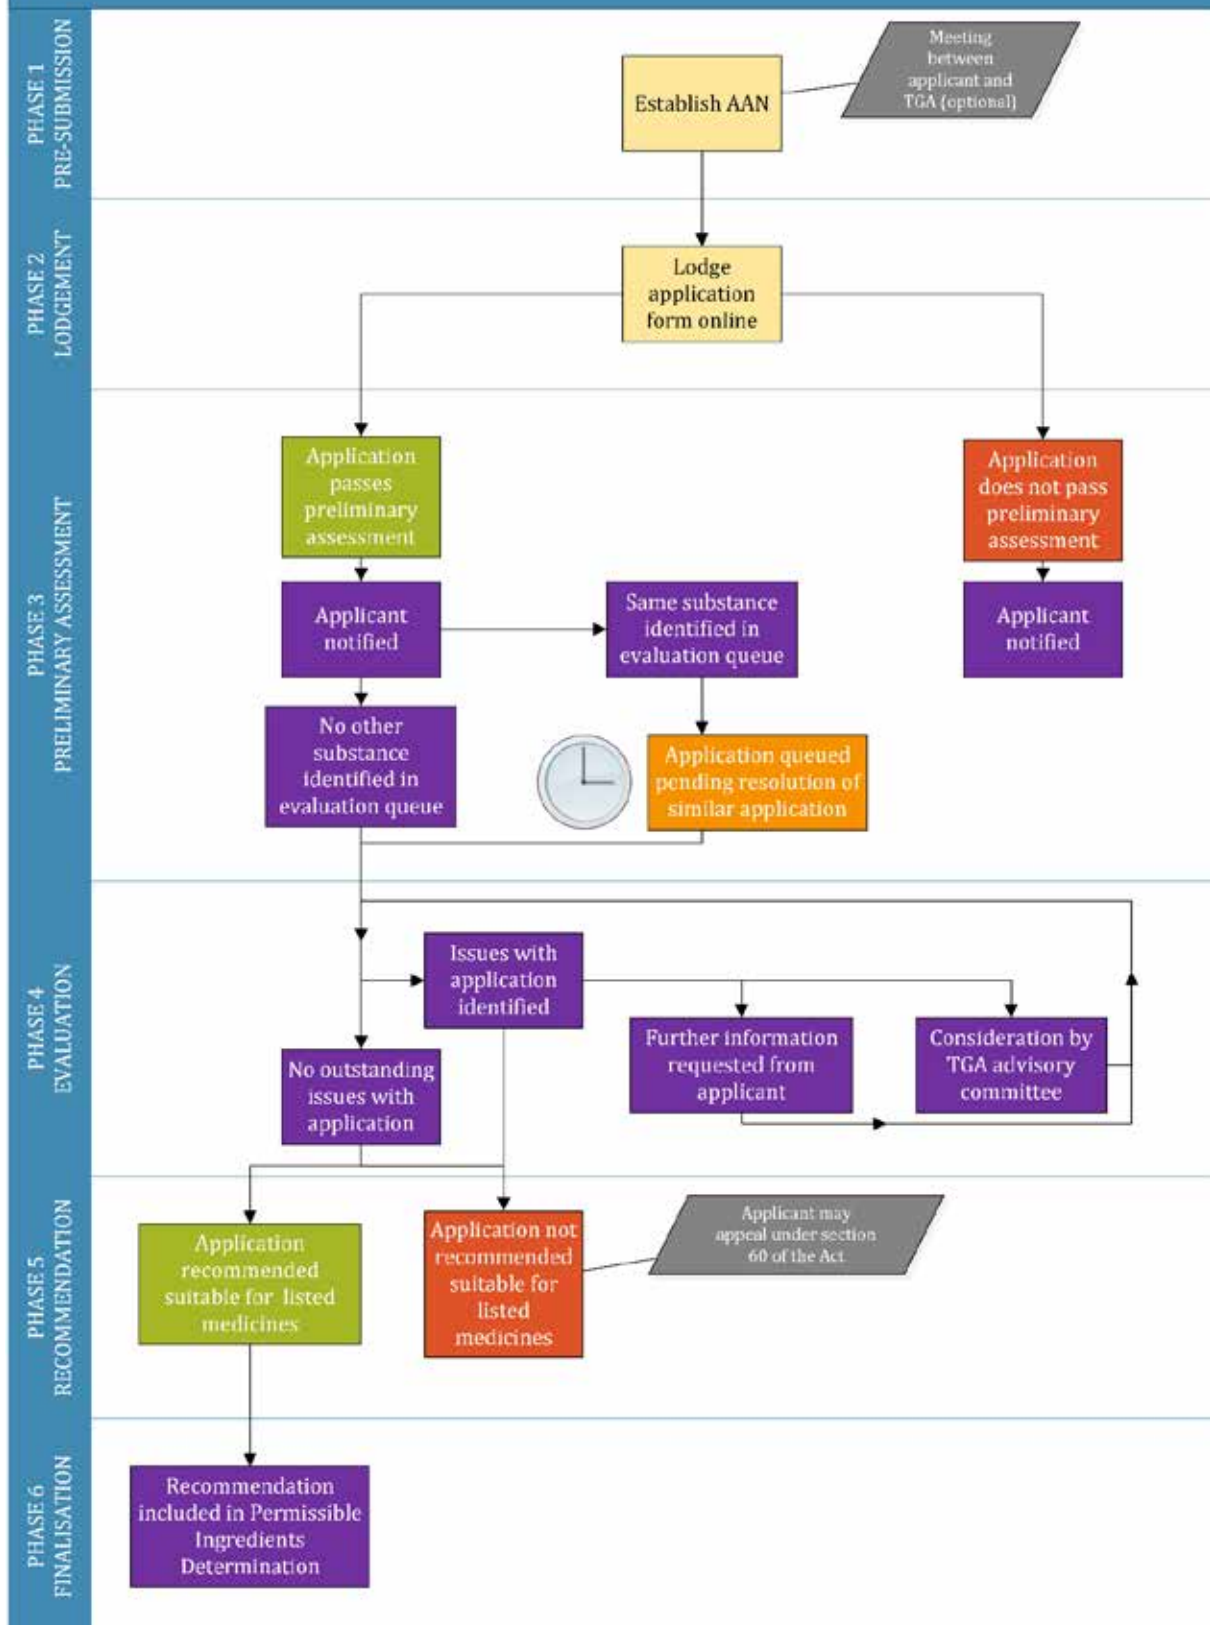 PHASE 1
PRE-SUBMISSION
Establish AAN
Meeting
between
applicant and
TGA (optional)
PHASE 2
LODGEMENT
Lodge
application
form online
PHASE 3
PRELIMINARY ASSESSMENT
Application
passes
preliminary
assessment
Application
does not pass
preliminary
assessment
Applicant
notified
Same substance
identified in
evaluation queue
Applicant
notified
No other
substance
identified in
evaluation queue
Application queued
pending resolution of
similar application
PHASE 4
EVALUATION
Issues with
application
identified
Further information
requested from
applicant
Consideration by
TGA advisory
committee
No outstanding
issues with
application
PHASE 5
RECOMMENDATION
Application
recommended
suitable for listed
medicines
Application not
recommended
suitable for
listed
medicines
Applicant may
appeal under section
60 of the Act
PHASE 6
FINALISATION
Recommendation
included in Permissible
Ingredients
Determination